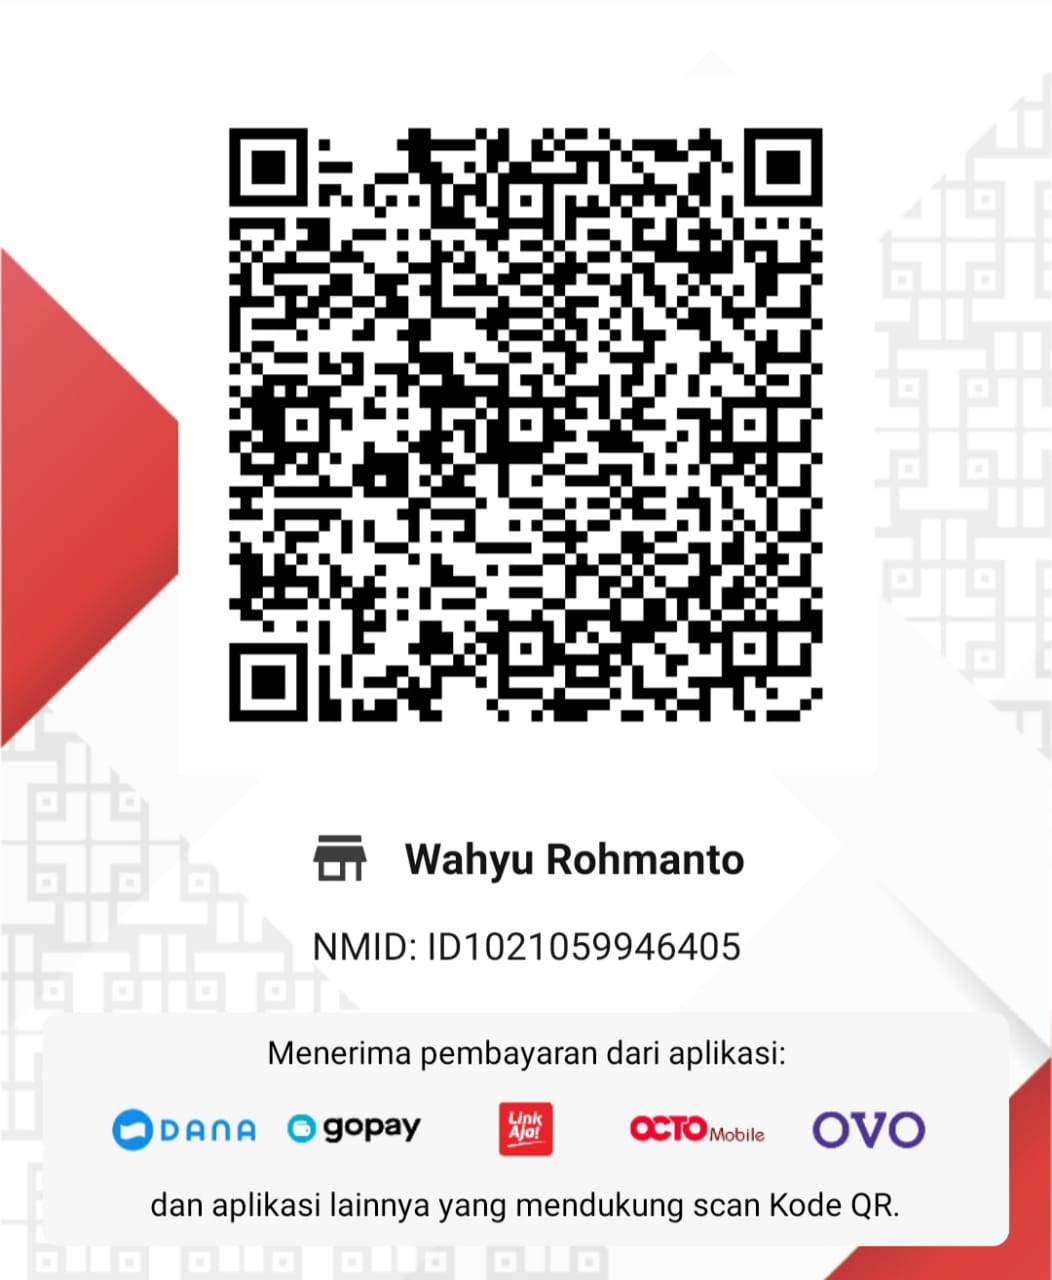 Wahyu Rohmanto
NMID: ID1021059946405
Menerima pembayaran dari aplikasi:
DANA gopay Link Aja! OCTO Mobile OVO
dan aplikasi lainnya yang mendukung scan Kode QR.